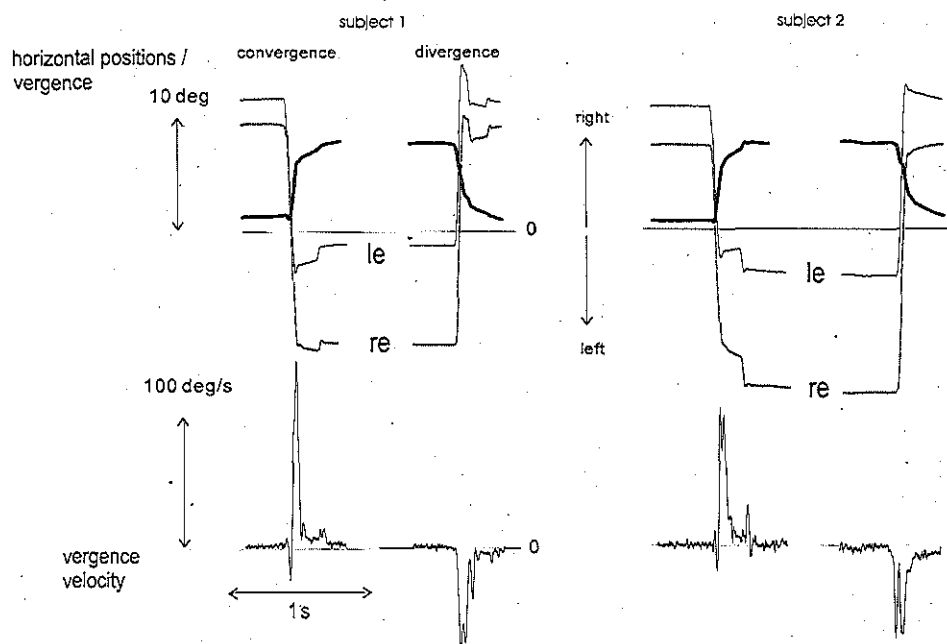 subject 1
subject 2
horizontal positions /
vergence
convergence
divergence
10 deg
right
0
le
le
re
left
re
100 deg/s
0
vergence
velocity
1 s